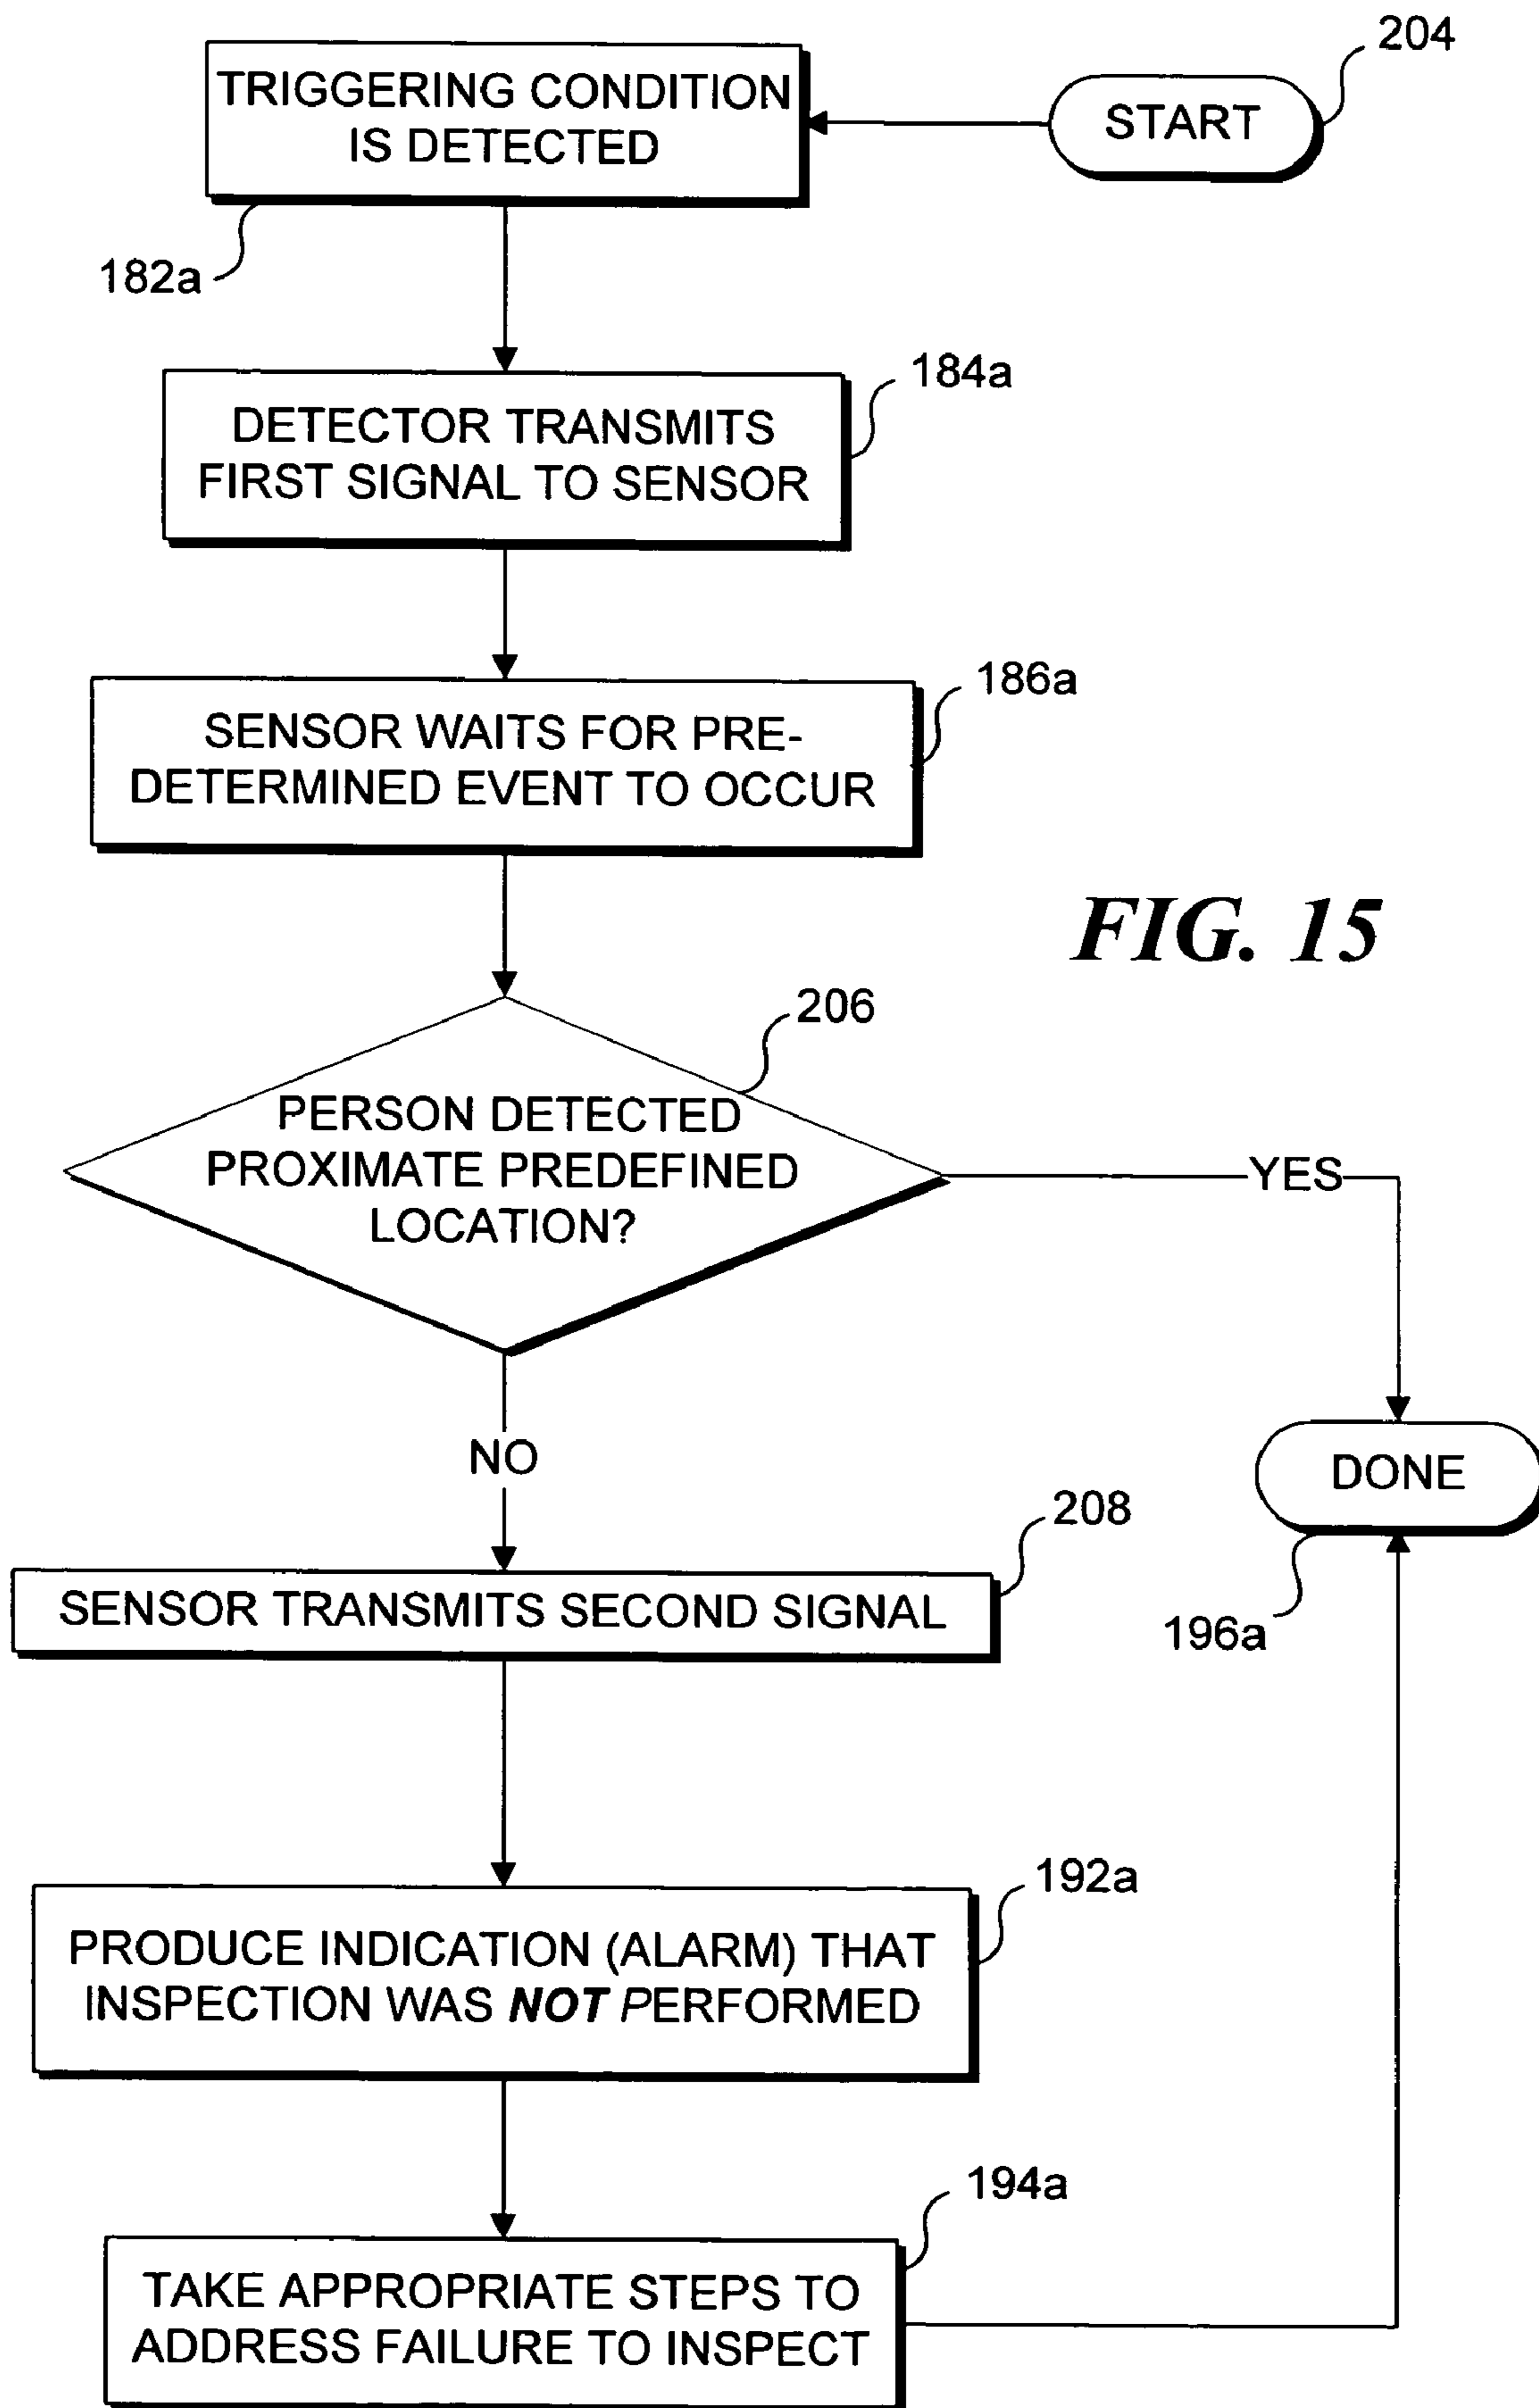 204
START
TRIGGERING CONDITION
IS DETECTED
182a
184a
DETECTOR TRANSMITS
FIRST SIGNAL TO SENSOR
186a
SENSOR WAITS FOR PRE-
DETERMINED EVENT TO OCCUR
FIG. 15
206
PERSON DETECTED
PROXIMATE PREDEFINED
LOCATION?
YES
NO
DONE
196a
208
SENSOR TRANSMITS SECOND SIGNAL
192a
PRODUCE INDICATION (ALARM) THAT
INSPECTION WAS NOT PERFORMED
194a
TAKE APPROPRIATE STEPS TO
ADDRESS FAILURE TO INSPECT